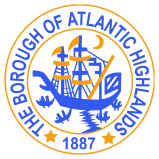 THE BOROUGH OF ATLANTIC HIGHLANDS
1887